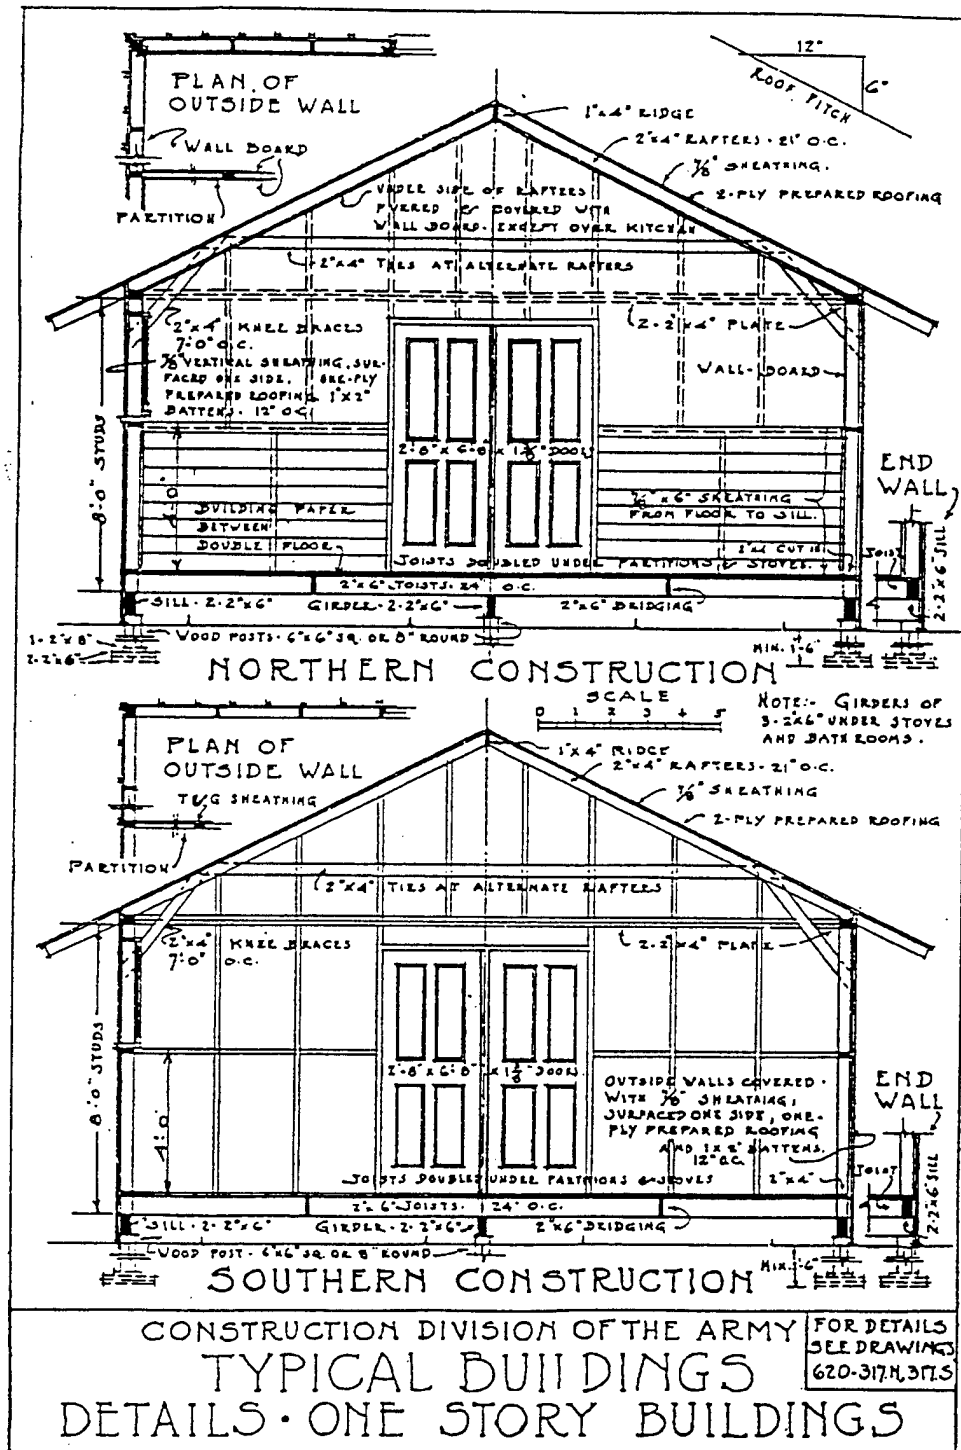 PLAN OF
OUTSIDE WALL
WALL BOARD
PARTITION
12"
6"
ROOF PITCH
1"x4" RIDGE
2"x4" RAFTERS - 21" O.C.
7/8" SHEATHING.
2-PLY PREPARED ROOFING
UNDER SIDE OF RAFTERS
FURRED & COVERED WITH
WALL BOARD - EXCEPT OVER KITCHEN
2"x4" TIES AT ALTERNATE RAFTERS
2"x4" KNEE BRACES
7'-0" O.C.
7/8" VERTICAL SHEATHING, SUR-
FACED ONE SIDE, ONE-PLY
PREPARED ROOFING 1"x2"
BATTENS - 12" O.C.
2-2"x4" PLATE
WALL-BOARD
8'-0" STUDS
4'-0"
2'-8" x 6'-8" x 1 3/8" DOORS
BUILDING PAPER
BETWEEN
DOUBLE FLOOR
7/8" x 6" SHEATHING
FROM FLOOR TO SILL.
JOISTS DOUBLED UNDER PARTITIONS & STOVES.
2"x4" CUT IN
2"x6" JOISTS - 24" O.C.
SILL - 2-2"x6"
GIRDER - 2-2"x6"
2"x6" BRIDGING
WOOD POSTS - 6"x6" SQ. OR 8" ROUND
1-2"x8"
2-2"x6"
MIN. 1'-6"
END
WALL
JOIST
2-2"x6" SILL
NORTHERN CONSTRUCTION
SCALE
0 1 2 3 4 5
NOTE:- GIRDERS OF
3-2"x6" UNDER STOVES
AND BATH ROOMS.
PLAN OF
OUTSIDE WALL
T&G SHEATHING
PARTITION
1"x4" RIDGE
2"x4" RAFTERS - 21" O.C.
7/8" SHEATHING
2-PLY PREPARED ROOFING
2"x4" TIES AT ALTERNATE RAFTERS
2"x4" KNEE BRACES
7'-0" O.C.
2-2"x4" PLATE
8'-0" STUDS
4'-0"
2'-8" x 6'-8" x 1 3/8" DOORS
OUTSIDE WALLS COVERED
WITH 7/8" SHEATHING,
SURFACED ONE SIDE, ONE-
PLY PREPARED ROOFING
AND 1x2" BATTENS.
12" O.C.
JOISTS DOUBLED UNDER PARTIONS & STOVES
2"x4"
2"x6" JOISTS. 24" O.C.
SILL - 2-2"x6"
GIRDER - 2-2"x6"
2"x6" BRIDGING
WOOD POST - 6"x6" SQ. OR 8" ROUND
MIN. 1'-6"
END
WALL
JOIST
2-2"x6" SILL
SOUTHERN CONSTRUCTION
CONSTRUCTION DIVISION OF THE ARMY
TYPICAL BUILDINGS
DETAILS · ONE STORY BUILDINGS
FOR DETAILS
SEE DRAWINGS
620-317.N, 317.S